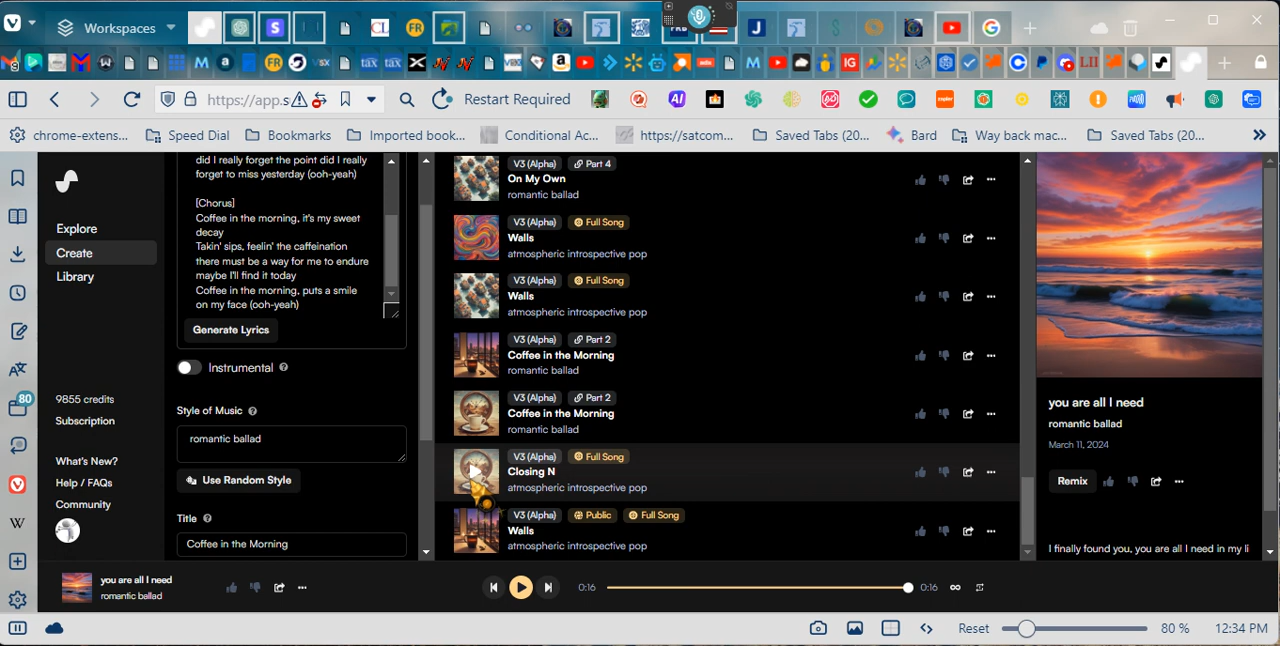 Workspaces
https://app.s
Restart Required
chrome-extens...
Speed Dial
Bookmarks
Imported book...
Conditional Ac...
https://satcom...
Saved Tabs (20...
Bard
Way back mac...
Saved Tabs (20...
Explore
Create
Library
9855 credits
Subscription
What's New?
Help / FAQs
Community
did I really forget the point did I really
forget to miss yesterday (ooh-yeah)
[Chorus]
Coffee in the morning, it's my sweet
decay
Takin' sips, feelin' the caffeination
there must be a way for me to endure
maybe I'll find it today
Coffee in the morning, puts a smile
on my face (ooh-yeah)
Generate Lyrics
Instrumental
Style of Music
romantic ballad
Use Random Style
Title
Coffee in the Morning
V3 (Alpha) Part 4
On My Own
romantic ballad
V3 (Alpha) Full Song
Walls
atmospheric introspective pop
V3 (Alpha) Full Song
Walls
atmospheric introspective pop
V3 (Alpha) Part 2
Coffee in the Morning
romantic ballad
V3 (Alpha) Part 2
Coffee in the Morning
romantic ballad
V3 (Alpha) Full Song
Closing N
atmospheric introspective pop
V3 (Alpha) Public Full Song
Walls
atmospheric introspective pop
you are all I need
romantic ballad
March 11, 2024
Remix
I finally found you, you are all I need in my li
you are all I need
romantic ballad
0:16
0:16
80
Reset
80 %
12:34 PM